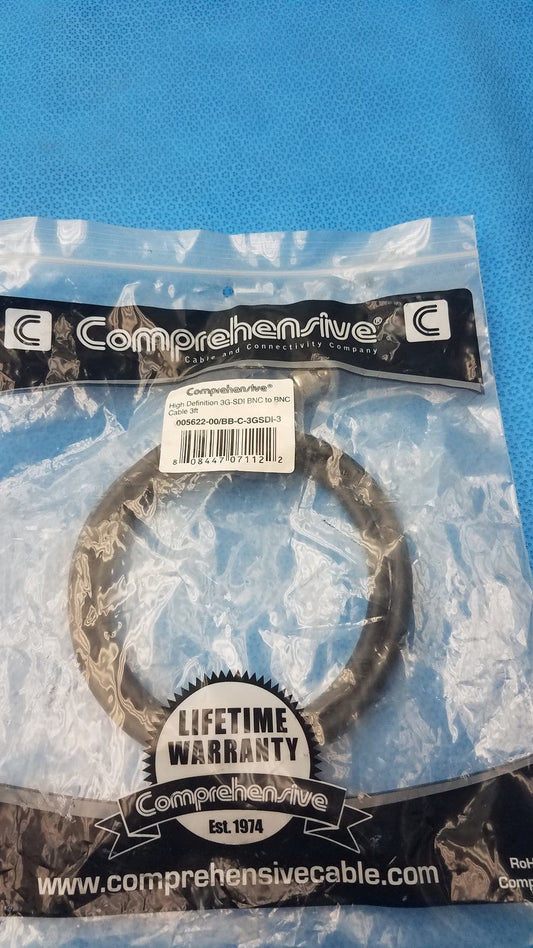 C Comprehensive® C
Cable and Connectivity Company
Comprehensive®
High Definition 3G-SDI BNC to BNC
Cable 3ft
005622-00/BB-C-3GSDI-3
8 08447 07112 2
LIFETIME
WARRANTY
Comprehensive
Est. 1974
www.comprehensivecable.com
RoH
Comp